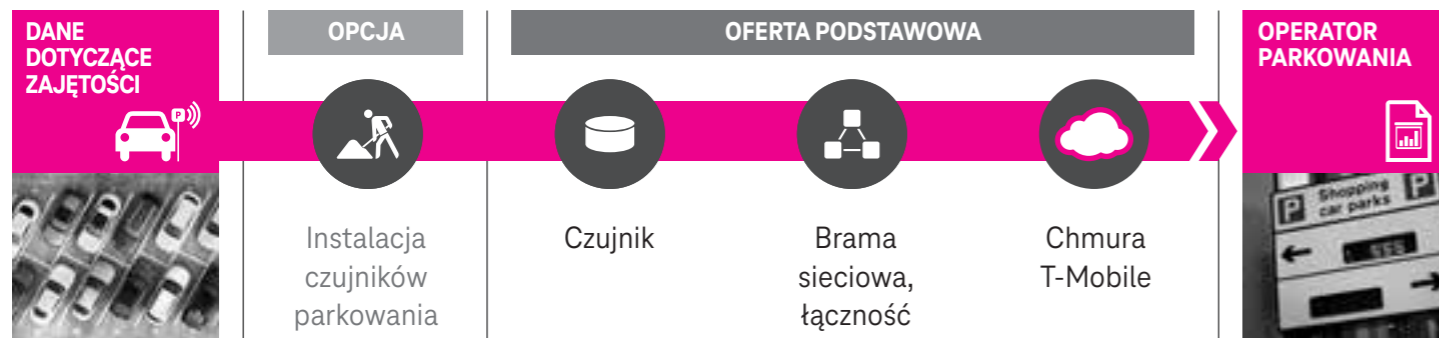 DANE
DOTYCZĄCE
ZAJĘTOŚCI
P
OPCJA
Instalacja
czujników
parkowania
OFERTA PODSTAWOWA
Czujnik
Brama
sieciowa,
łączność
Chmura
T-Mobile
OPERATOR
PARKOWANIA
P Shopping P
car parks
555